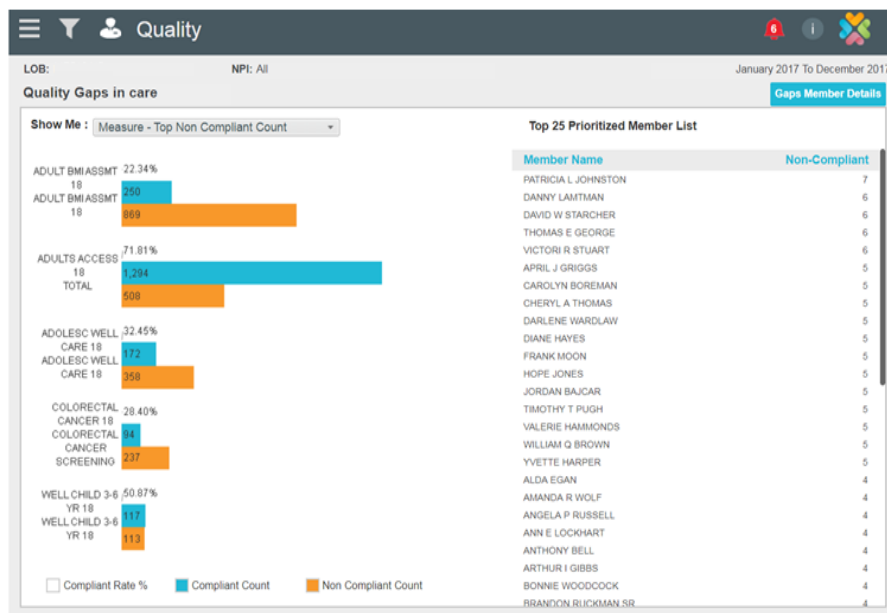 Quality
6
i
LOB:
NPI: All
January 2017 To December 2017
Quality Gaps in care
Gaps Member Details
Show Me :
Measure - Top Non Compliant Count
ADULT BMI ASSMT
18
ADULT BMI ASSMT
18
22.34%
250
869
ADULTS ACCESS
18
TOTAL
71.81%
1,294
508
ADOLESC WELL
CARE 18
ADOLESC WELL
CARE 18
32.45%
172
358
COLORECTAL
CANCER 18
COLORECTAL
CANCER
SCREENING
28.40%
94
237
WELL CHILD 3-6
YR 18
WELL CHILD 3-6
YR 18
50.87%
117
113
Compliant Rate %
Compliant Count
Non Compliant Count
Top 25 Prioritized Member List
Member Name Non-Compliant
PATRICIA L JOHNSTON 7
DANNY LAMTMAN 6
DAVID W STARCHER 6
THOMAS E GEORGE 6
VICTORI R STUART 6
APRIL J GRIGGS 5
CAROLYN BOREMAN 5
CHERYL A THOMAS 5
DARLENE WARDLAW 5
DIANE HAYES 5
FRANK MOON 5
HOPE JONES 5
JORDAN BAJCAR 5
TIMOTHY T PUGH 5
VALERIE HAMMONDS 5
WILLIAM Q BROWN 5
YVETTE HARPER 5
ALDA EGAN 4
AMANDA R WOLF 4
ANGELA P RUSSELL 4
ANN E LOCKHART 4
ANTHONY BELL 4
ARTHUR I GIBBS 4
BONNIE WOODCOCK 4
BRANDON RUCKMAN SR 4